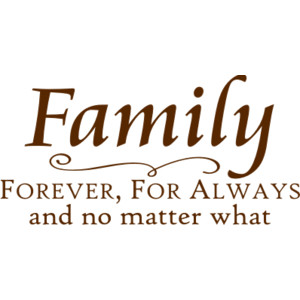 Family
FOREVER, FOR ALWAYS
and no matter what